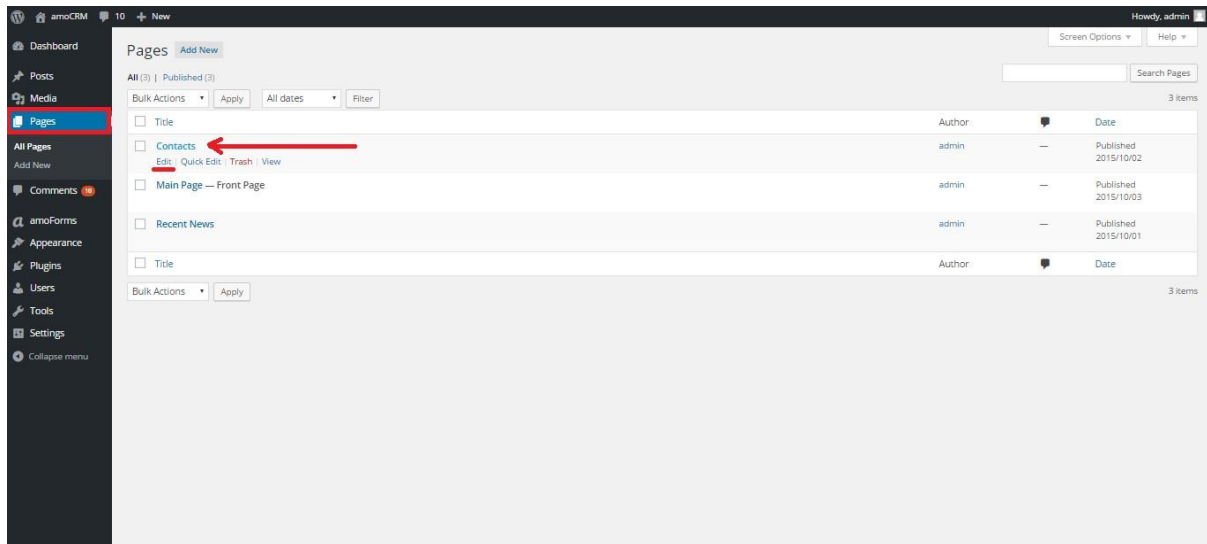 amoCRM 10 + New Howdy, admin
Dashboard
Posts
Media
Pages
All Pages
Add New
Comments 10
amoForms
Appearance
Plugins
Users
Tools
Settings
Collapse menu
Screen Options Help
Pages Add New
All (3) | Published (3)
Search Pages
Bulk Actions Apply All dates Filter 3 items
Title Author Date
Contacts admin — Published
Edit | Quick Edit | Trash | View 2015/10/02
Main Page — Front Page admin — Published
2015/10/03
Recent News admin — Published
2015/10/01
Title Author Date
Bulk Actions Apply 3 items